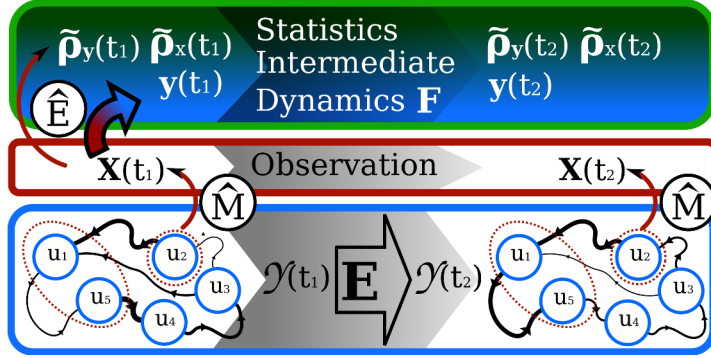 ρ̃y(t₁) ρ̃x(t₁) Statistics ρ̃y(t₂) ρ̃x(t₂)
y(t₁) Intermediate y(t₂)
Dynamics F
Ê
X(t₁) Observation X(t₂)
M̂ M̂
u₁ u₂ u₃ u₄ u₅
𝒴(t₁) E 𝒴(t₂)
u₁ u₂ u₃ u₄ u₅